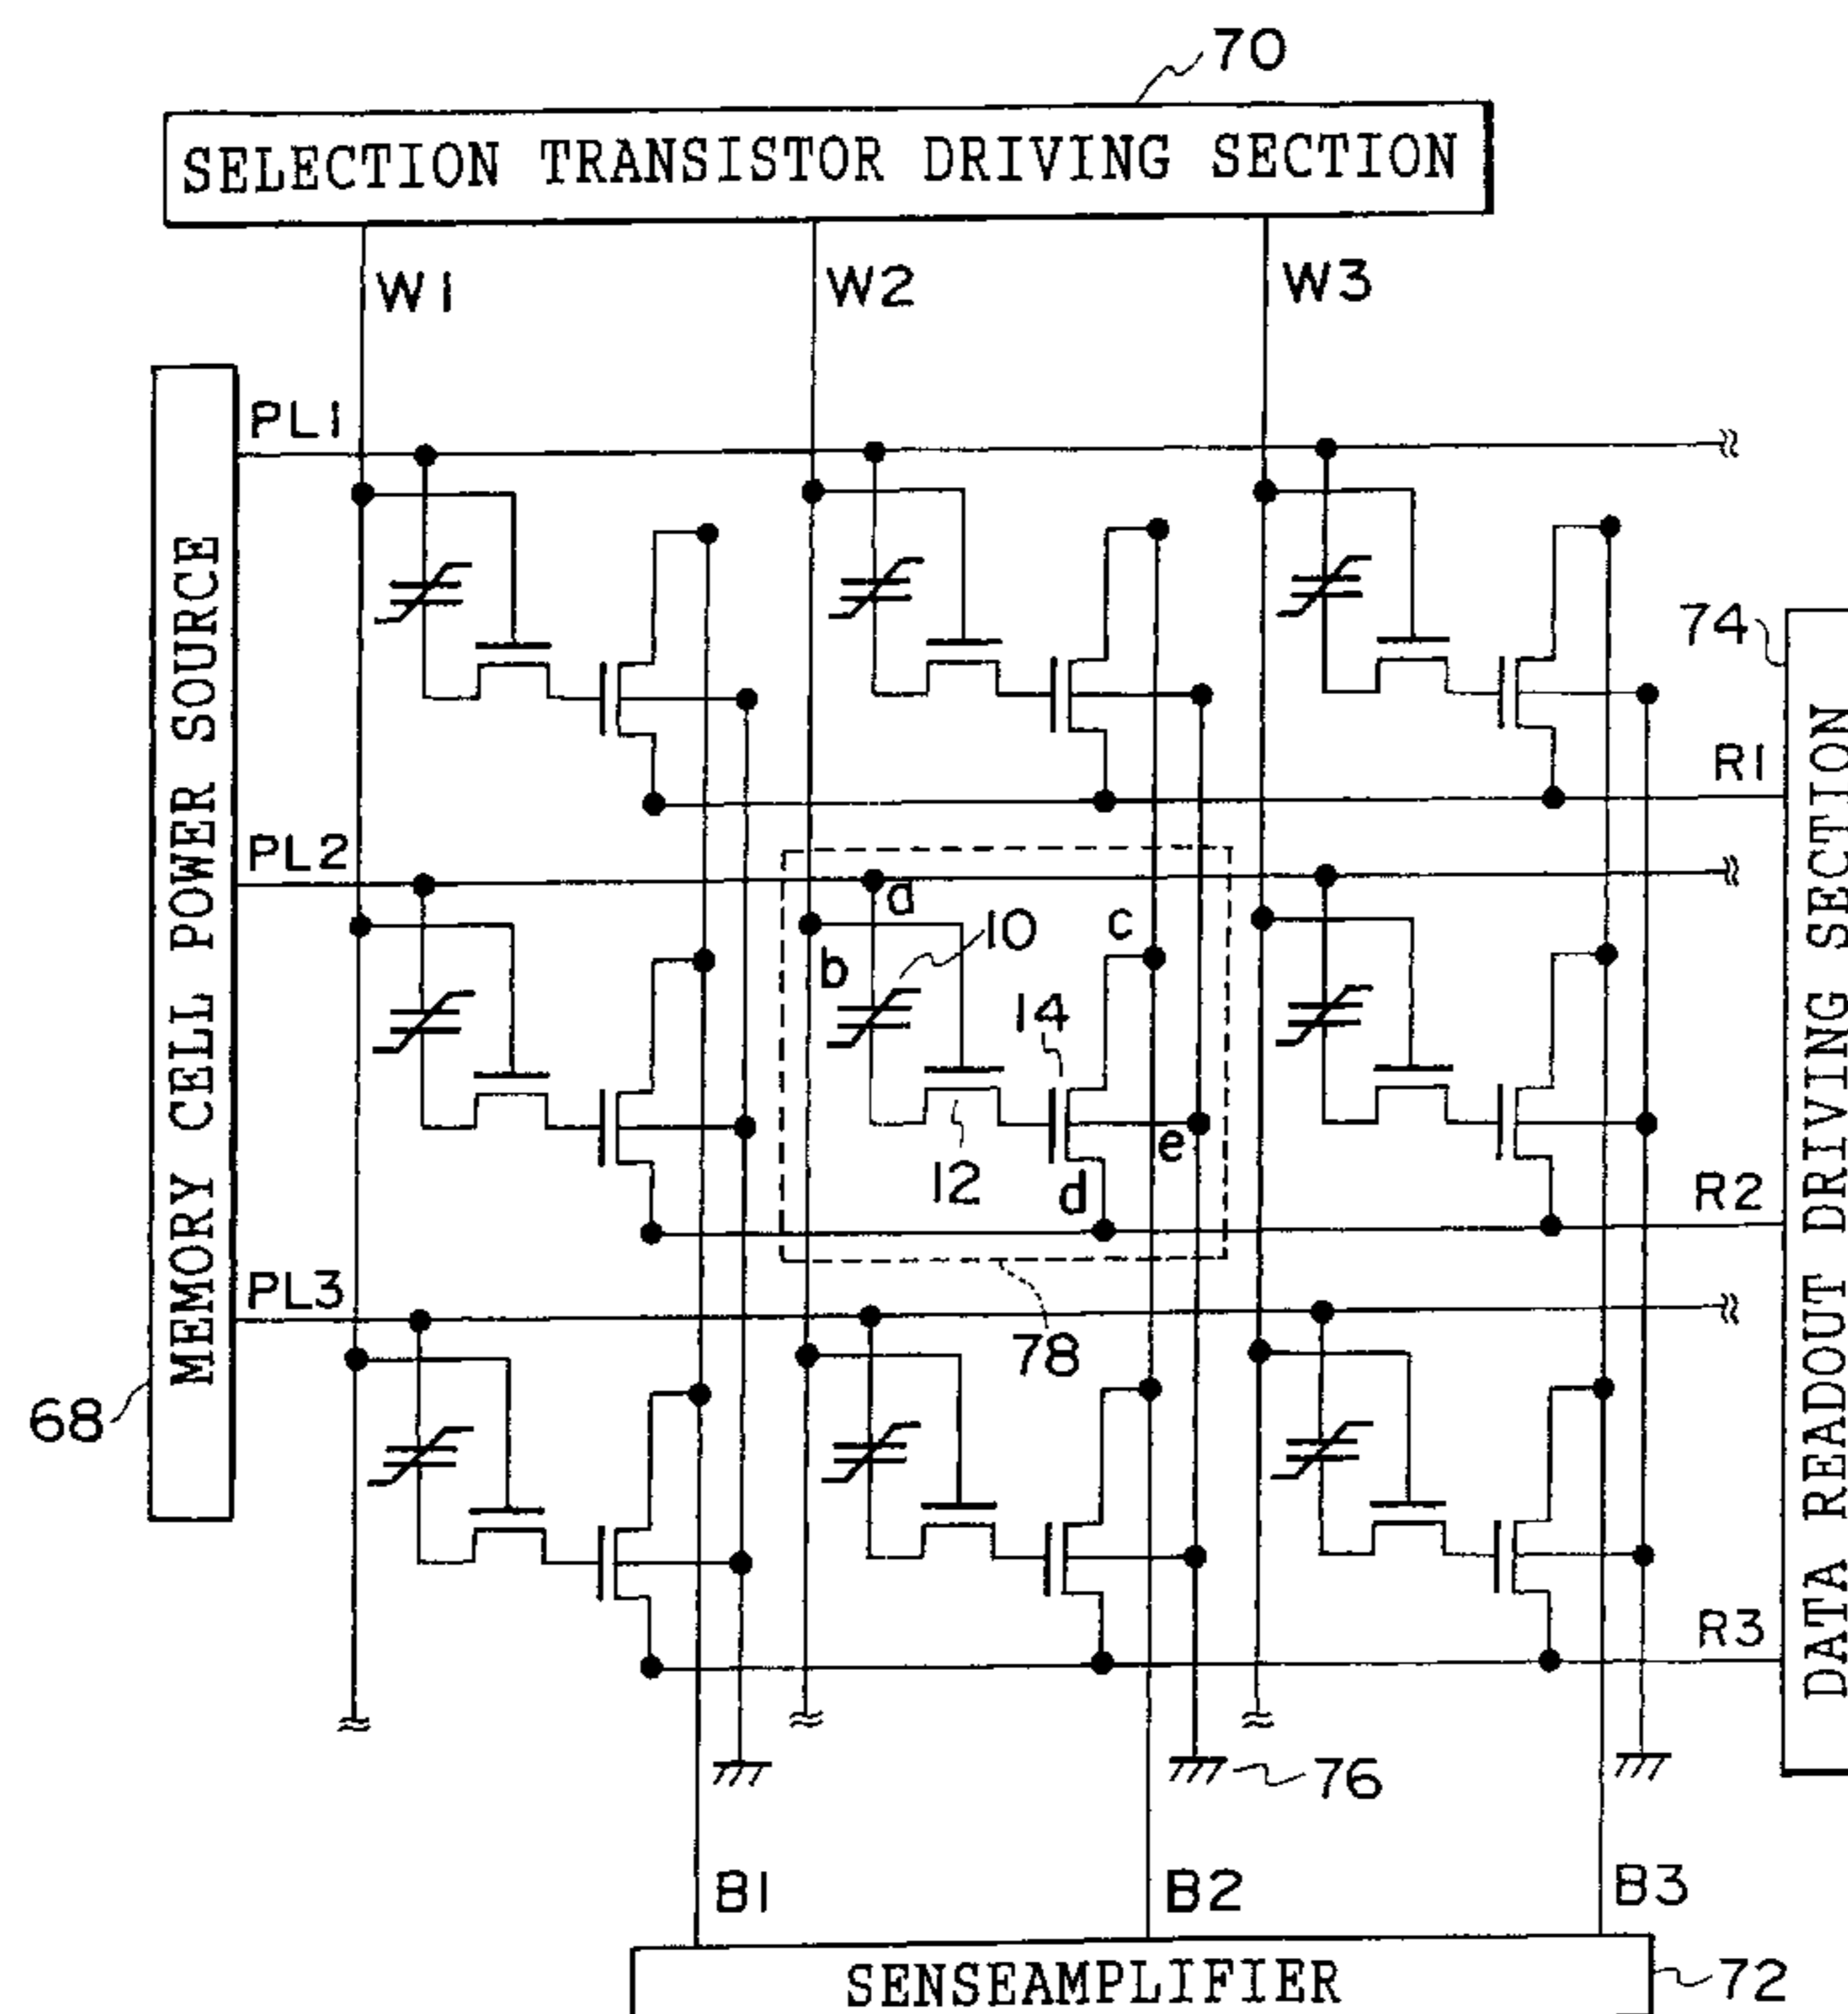 70
SELECTION TRANSISTOR DRIVING SECTION
W1
W2
W3
PL1
MEMORY CELL POWER SOURCE
74
R1
DATA READOUT DRIVING SECTION
PL2
a
10
c
b
14
e
12
d
R2
PL3
78
68
R3
76
B1
B2
B3
SENSEAMPLIFIER
72